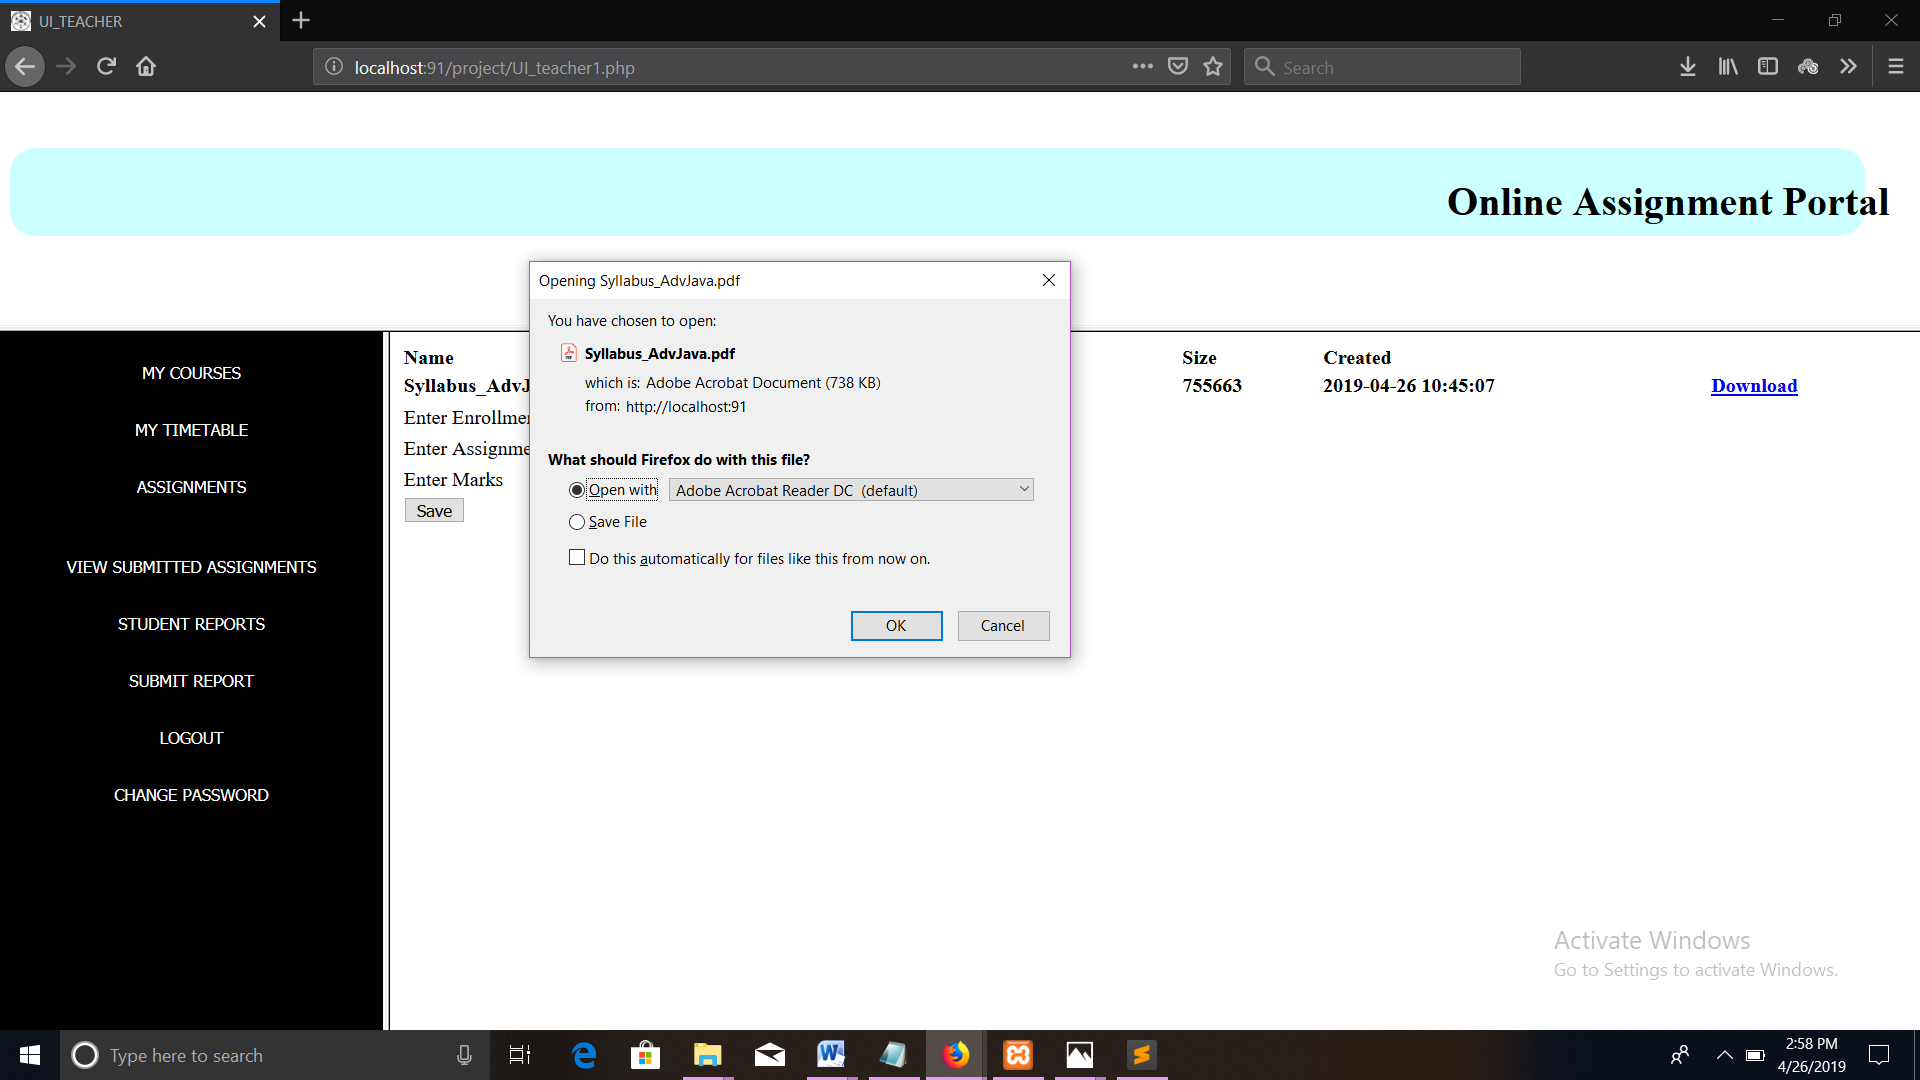 UI_TEACHER
localhost:91/project/UI_teacher1.php
Search
Online Assignment Portal
Opening Syllabus_AdvJava.pdf
You have chosen to open:
Syllabus_AdvJava.pdf
which is: Adobe Acrobat Document (738 KB)
from: http://localhost:91
What should Firefox do with this file?
Open with Adobe Acrobat Reader DC (default)
Save File
Do this automatically for files like this from now on.
OK Cancel
MY COURSES
MY TIMETABLE
ASSIGNMENTS
VIEW SUBMITTED ASSIGNMENTS
STUDENT REPORTS
SUBMIT REPORT
LOGOUT
CHANGE PASSWORD
Name Size Created
Syllabus_AdvJ 755663 2019-04-26 10:45:07 Download
Enter Enrollme
Enter Assignme
Enter Marks
Save
Activate Windows
Go to Settings to activate Windows.
Type here to search
2:58 PM
4/26/2019